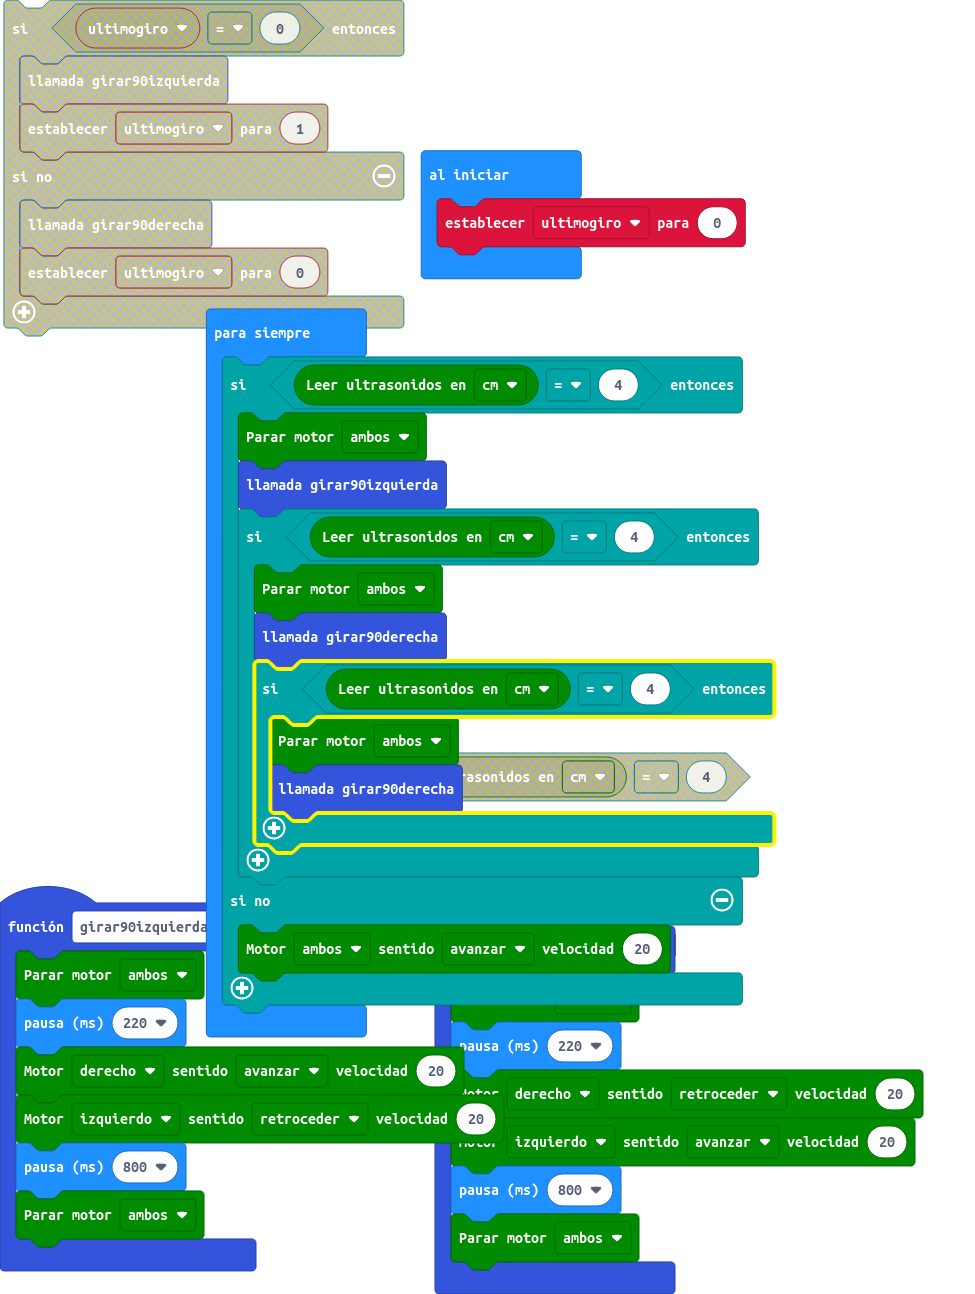 si ultimogiro = 0 entonces
llamada girar90izquierda
establecer ultimogiro para 1
si no
llamada girar90derecha
establecer ultimogiro para 0
al iniciar
establecer ultimogiro para 0
para siempre
si Leer ultrasonidos en cm = 4 entonces
Parar motor ambos
llamada girar90izquierda
si Leer ultrasonidos en cm = 4 entonces
Parar motor ambos
llamada girar90derecha
si Leer ultrasonidos en cm = 4 entonces
Parar motor ambos
llamada girar90derecha
en cm = 4
si no
Motor ambos sentido avanzar velocidad 20
función girar90izquierda
Parar motor ambos
pausa (ms) 220
Motor derecho sentido avanzar velocidad 20
Motor izquierdo sentido retroceder velocidad 20
pausa (ms) 800
Parar motor ambos
pausa (ms) 220
Motor derecho sentido retroceder velocidad 20
izquierdo sentido avanzar velocidad 20
pausa (ms) 800
Parar motor ambos